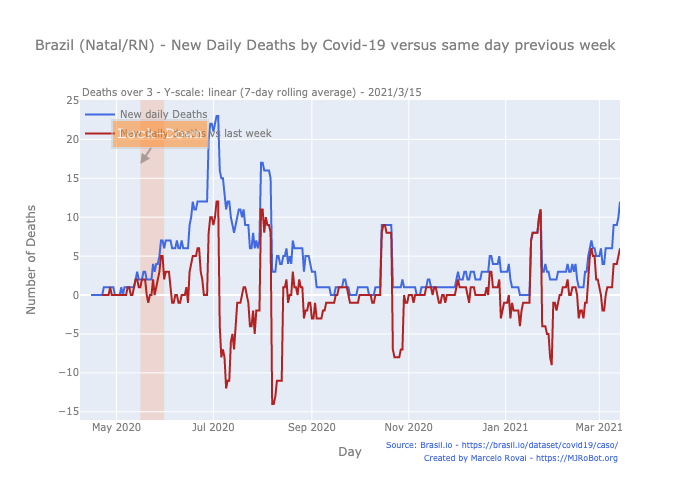 Brazil (Natal/RN) - New Daily Deaths by Covid-19 versus same day previous week
Deaths over 3 - Y-scale: linear (7-day rolling average) - 2021/3/15
25
New daily Deaths
New daily deaths vs last week
20
15
10
5
0
−5
−10
−15
Number of Deaths
May 2020
Jul 2020
Sep 2020
Nov 2020
Jan 2021
Mar 2021
Day
Source: Brasil.io - https://brasil.io/dataset/covid19/caso/
Created by Marcelo Rovai - https://MJRoBot.org